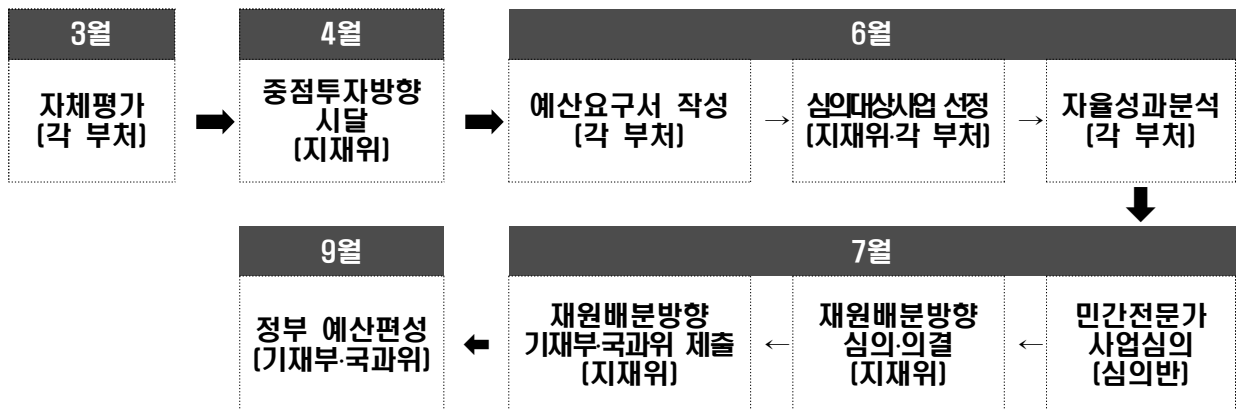 3월
자체평가
(각 부처)
4월
중점투자방향
시달
(지재위)
6월
예산요구서 작성
(각 부처)
→
심의대상사업 선정
(지재위·각 부처)
→
자율성과분석
(각 부처)
7월
민간전문가
사업심의
(심의반)
←
재원배분방향
심의·의결
(지재위)
←
재원배분방향
기재부·국과위 제출
(지재위)
9월
정부 예산편성
(기재부·국과위)